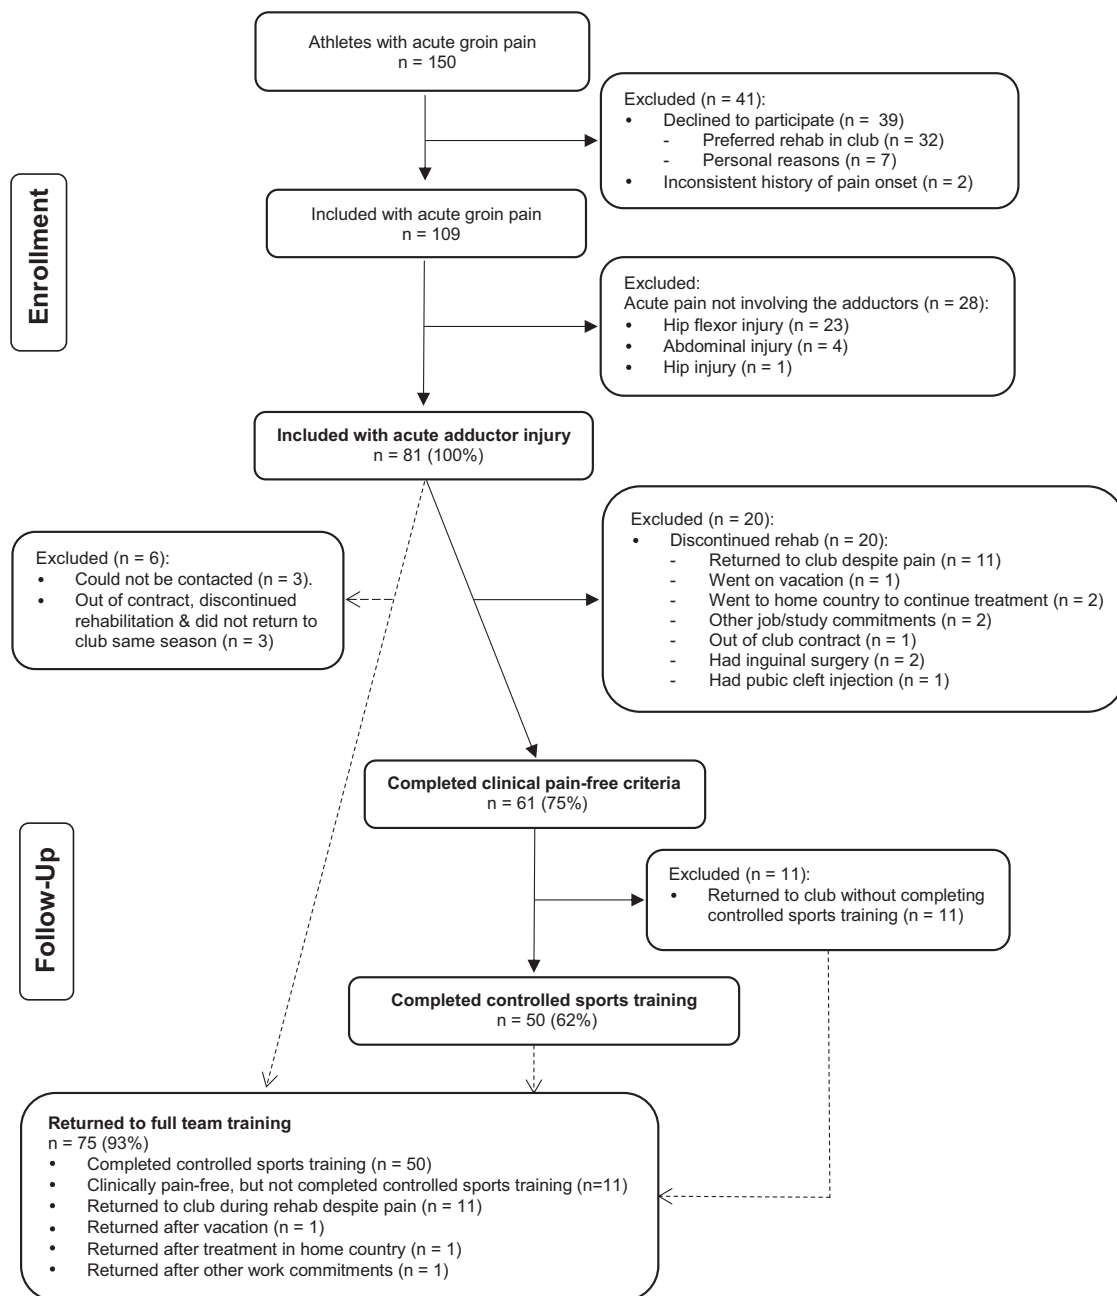 Athletes with acute groin pain
n = 150
Excluded (n = 41):
• Declined to participate (n = 39)
- Preferred rehab in club (n = 32)
- Personal reasons (n = 7)
• Inconsistent history of pain onset (n = 2)
Enrollment
Included with acute groin pain
n = 109
Excluded:
Acute pain not involving the adductors (n = 28):
• Hip flexor injury (n = 23)
• Abdominal injury (n = 4)
• Hip injury (n = 1)
Included with acute adductor injury
n = 81 (100%)
Excluded (n = 6):
• Could not be contacted (n = 3).
• Out of contract, discontinued
rehabilitation & did not return to
club same season (n = 3)
Excluded (n = 20):
• Discontinued rehab (n = 20):
- Returned to club despite pain (n = 11)
- Went on vacation (n = 1)
- Went to home country to continue treatment (n = 2)
- Other job/study commitments (n = 2)
- Out of club contract (n = 1)
- Had inguinal surgery (n = 2)
- Had pubic cleft injection (n = 1)
Completed clinical pain-free criteria
n = 61 (75%)
Follow-Up
Excluded (n = 11):
• Returned to club without completing
controlled sports training (n = 11)
Completed controlled sports training
n = 50 (62%)
Returned to full team training
n = 75 (93%)
• Completed controlled sports training (n = 50)
• Clinically pain-free, but not completed controlled sports training (n=11)
• Returned to club during rehab despite pain (n = 11)
• Returned after vacation (n = 1)
• Returned after treatment in home country (n = 1)
• Returned after other work commitments (n = 1)